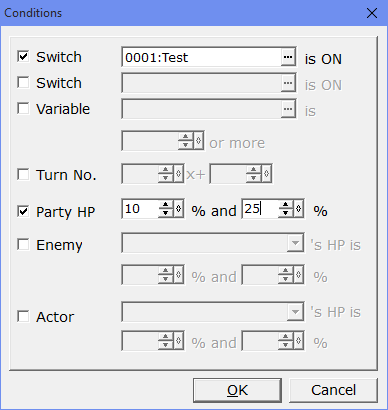 Conditions
Switch 0001:Test ... is ON
Switch ... is ON
Variable ... is
or more
Turn No. x+
Party HP 10 % and 25 %
Enemy 's HP is
% and %
Actor 's HP is
% and %
OK Cancel